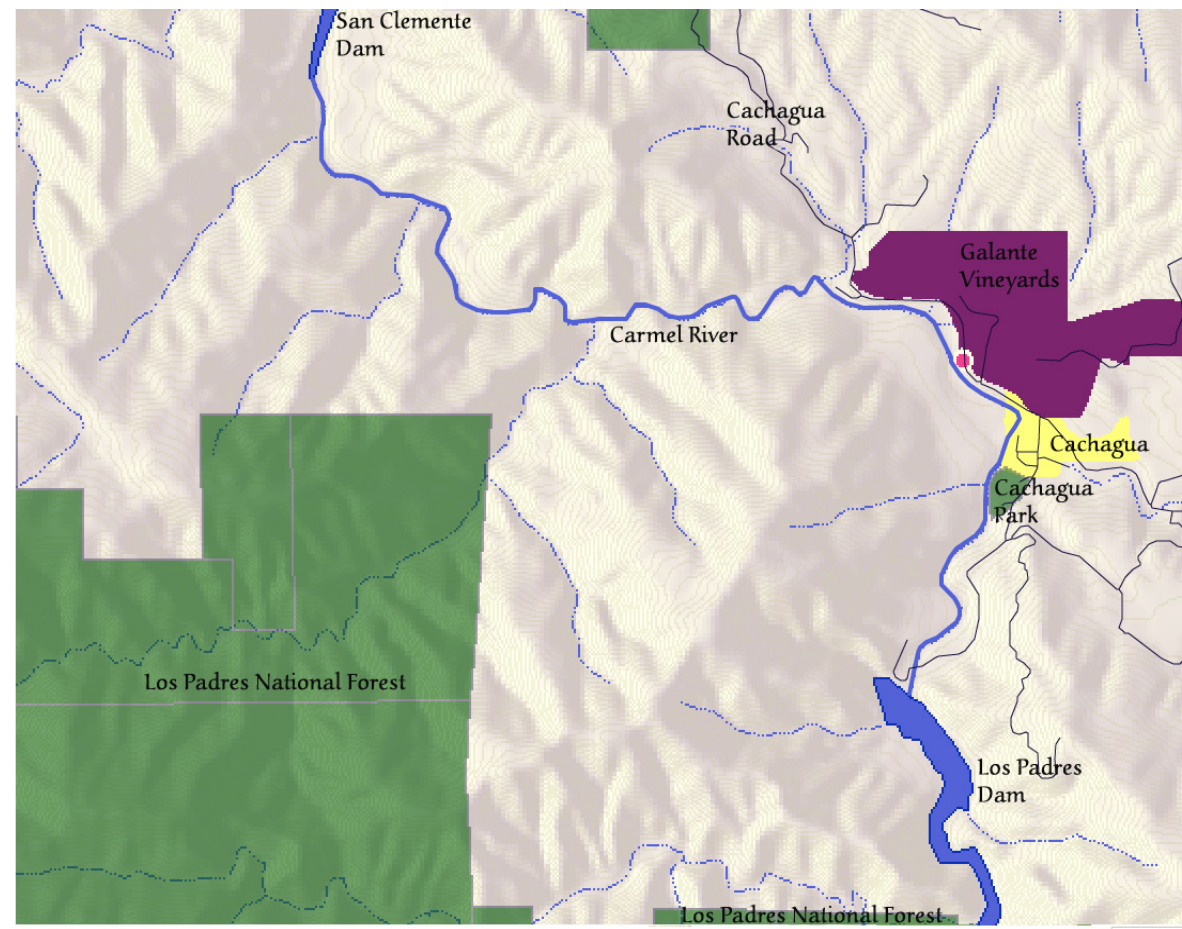 San Clemente
Dam
Cachagua
Road
Galante
Vineyards
Carmel River
Cachagua
Cachagua
Park
Los Padres National Forest
Los Padres
Dam
Los Padres National Forest